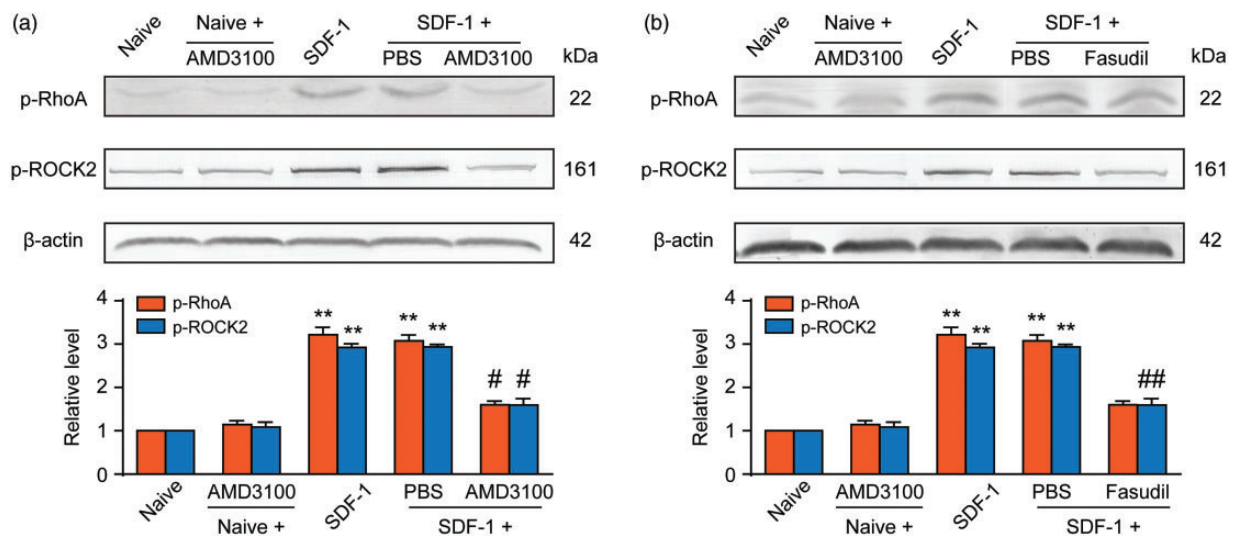 (a)
Naive
Naive +
AMD3100
SDF-1
SDF-1 +
PBS AMD3100
kDa
p-RhoA 22
p-ROCK2 161
β-actin 42
Relative level
4
3
2
1
0
p-RhoA
p-ROCK2
** ** ** ** # #
Naive AMD3100 SDF-1 PBS AMD3100
Naive + SDF-1 +
(b)
Naive
Naive +
AMD3100
SDF-1
SDF-1 +
PBS Fasudil
kDa
p-RhoA 22
p-ROCK2 161
β-actin 42
Relative level
4
3
2
1
0
p-RhoA
p-ROCK2
** ** ** ** ##
Naive AMD3100 SDF-1 PBS Fasudil
Naive + SDF-1 +